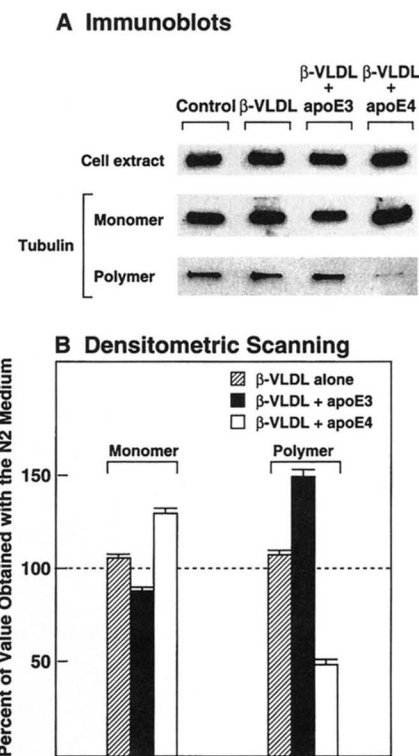 A Immunoblots
β-VLDL β-VLDL
+ +
Control β-VLDL apoE3 apoE4
Cell extract
Monomer
Tubulin
Polymer
B Densitometric Scanning
β-VLDL alone
β-VLDL + apoE3
β-VLDL + apoE4
Monomer Polymer
150
100
50
Percent of Value Obtained with the N2 Medium